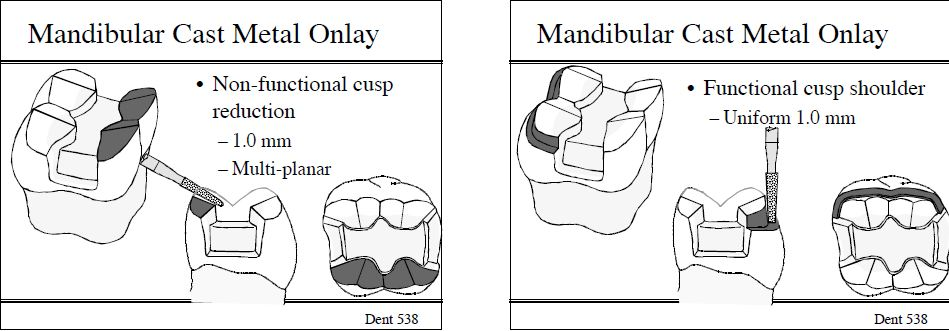 Mandibular Cast Metal Onlay
• Non-functional cusp
reduction
– 1.0 mm
– Multi-planar
Dent 538
Mandibular Cast Metal Onlay
• Functional cusp shoulder
– Uniform 1.0 mm
Dent 538